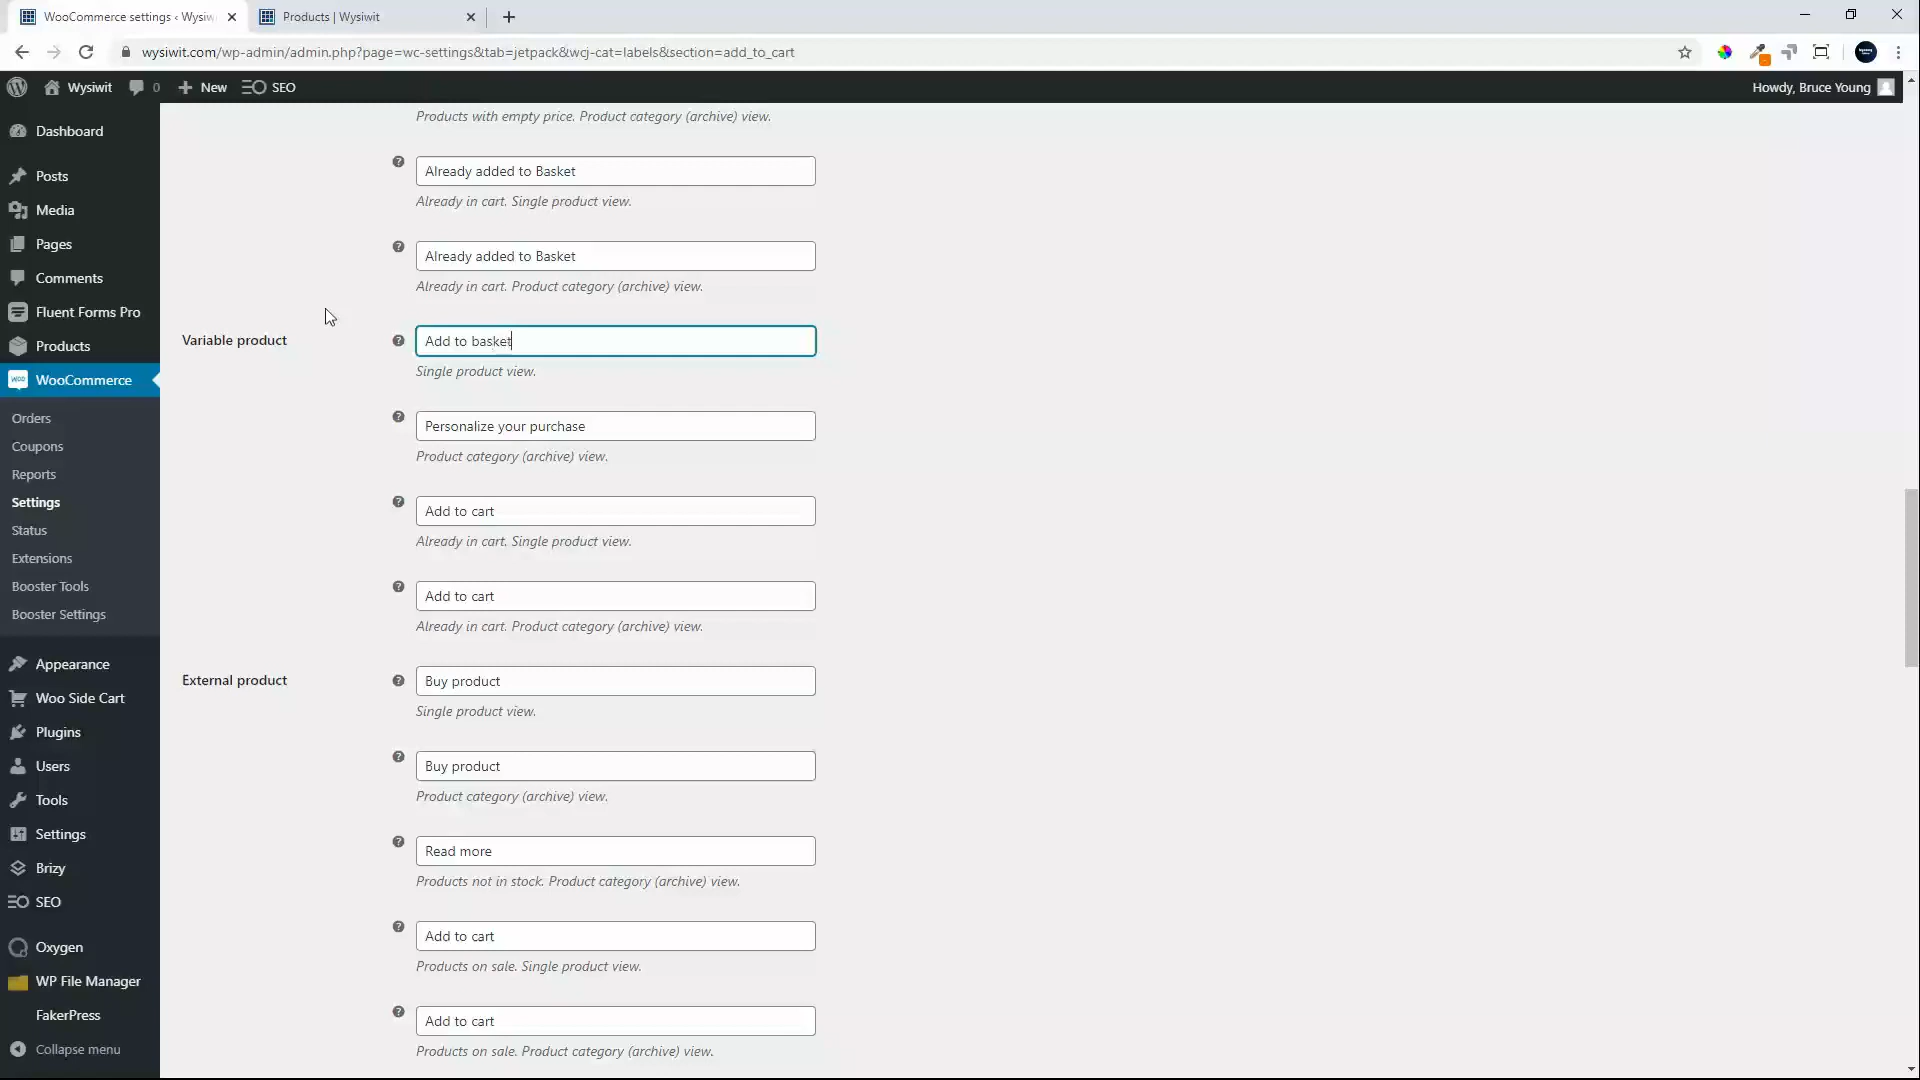 WooCommerce settings ‹ Wysiw
Products | Wysiwit
wysiwit.com/wp-admin/admin.php?page=wc-settings&tab=jetpack&wcj-cat=labels&section=add_to_cart
Wysiwit
0
New
SEO
Howdy, Bruce Young
Dashboard
Posts
Media
Pages
Comments
Fluent Forms Pro
Products
WooCommerce
Orders
Coupons
Reports
Settings
Status
Extensions
Booster Tools
Booster Settings
Appearance
Woo Side Cart
Plugins
Users
Tools
Settings
Brizy
SEO
Oxygen
WP File Manager
FakerPress
Collapse menu
Products with empty price. Product category (archive) view.
Already added to Basket
Already in cart. Single product view.
Already added to Basket
Already in cart. Product category (archive) view.
Variable product
Add to basket
Single product view.
Personalize your purchase
Product category (archive) view.
Add to cart
Already in cart. Single product view.
Add to cart
Already in cart. Product category (archive) view.
External product
Buy product
Single product view.
Buy product
Product category (archive) view.
Read more
Products not in stock. Product category (archive) view.
Add to cart
Products on sale. Single product view.
Add to cart
Products on sale. Product category (archive) view.